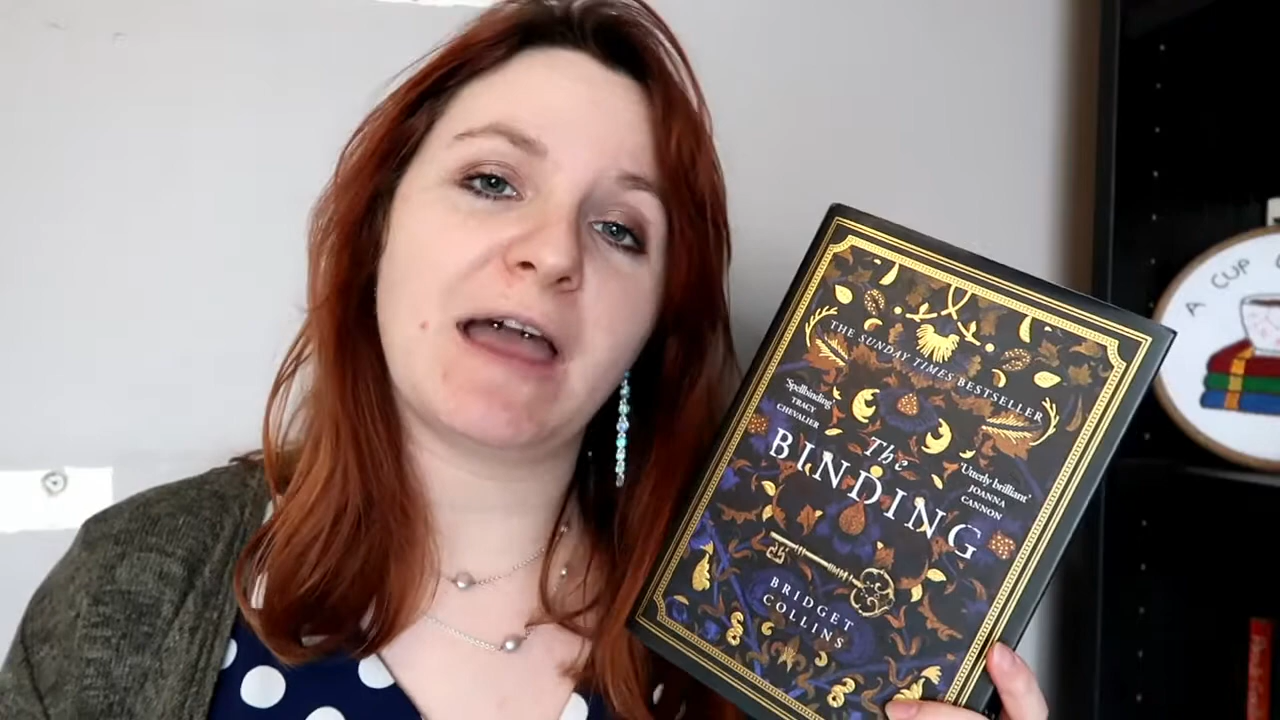 THE SUNDAY TIMES BESTSELLER
'Spellbinding'
TRACY
CHEVALIER
The
BINDING
'Utterly brilliant'
JOANNA
CANNON
BRIDGET
COLLINS
A CUP